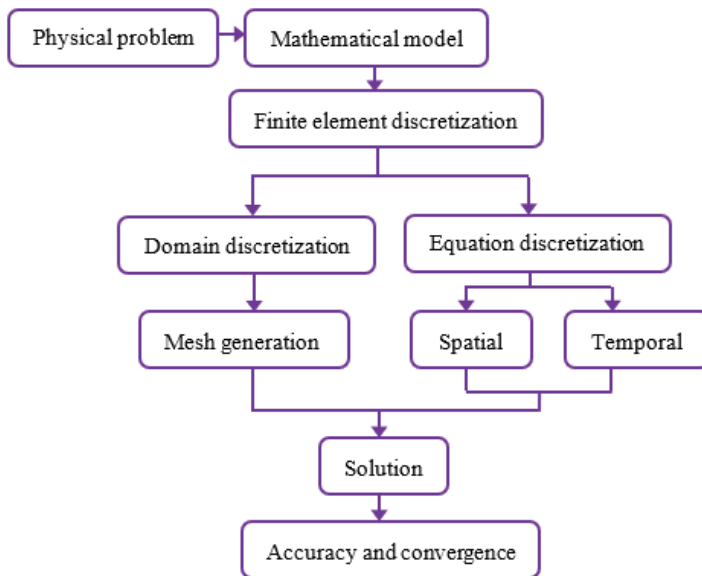 Physical problem
Mathematical model
Finite element discretization
Domain discretization
Equation discretization
Mesh generation
Spatial
Temporal
Solution
Accuracy and convergence